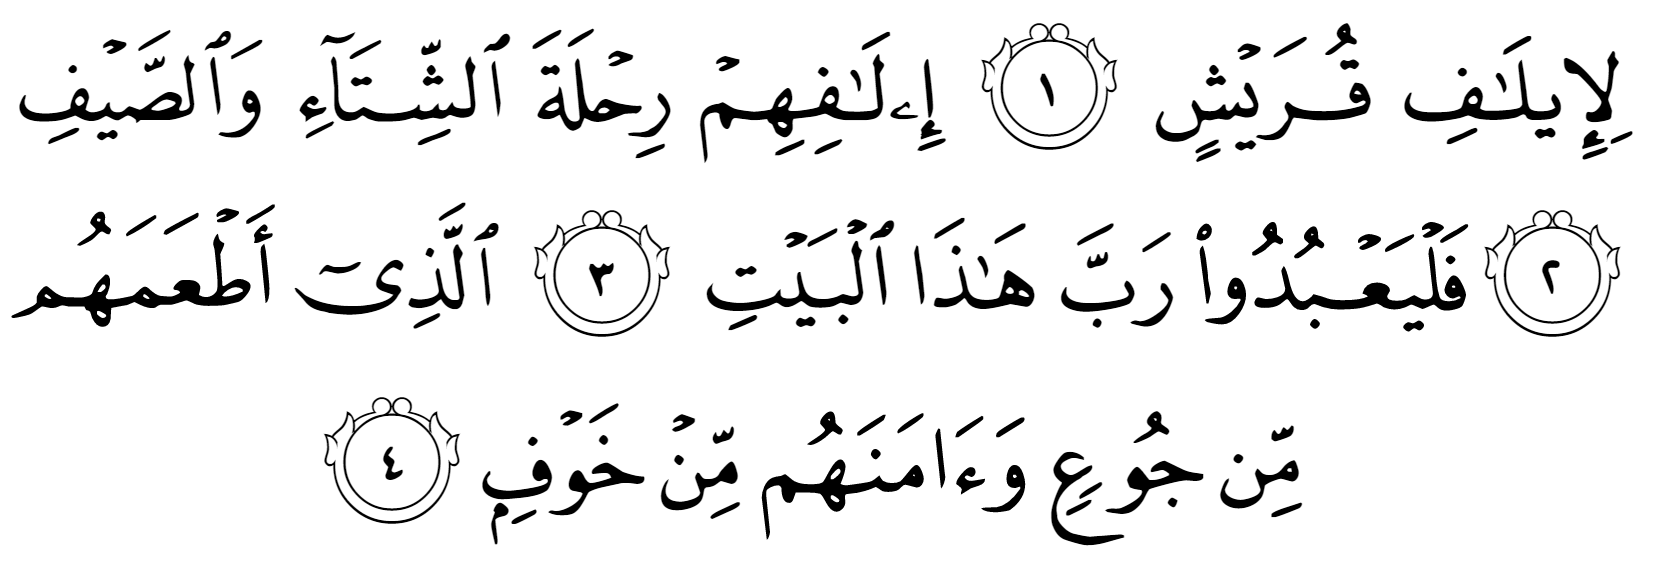 لِإِيلَـٰفِ قُرَيْشٍ ١ إِۦلَـٰفِهِمْ رِحْلَةَ ٱلشِّتَآءِ وَٱلصَّيْفِ
٢ فَلْيَعْبُدُوا۟ رَبَّ هَـٰذَا ٱلْبَيْتِ ٣ ٱلَّذِىٓ أَطْعَمَهُم
مِّن جُوعٍ وَءَامَنَهُم مِّنْ خَوْفٍۭ ٤